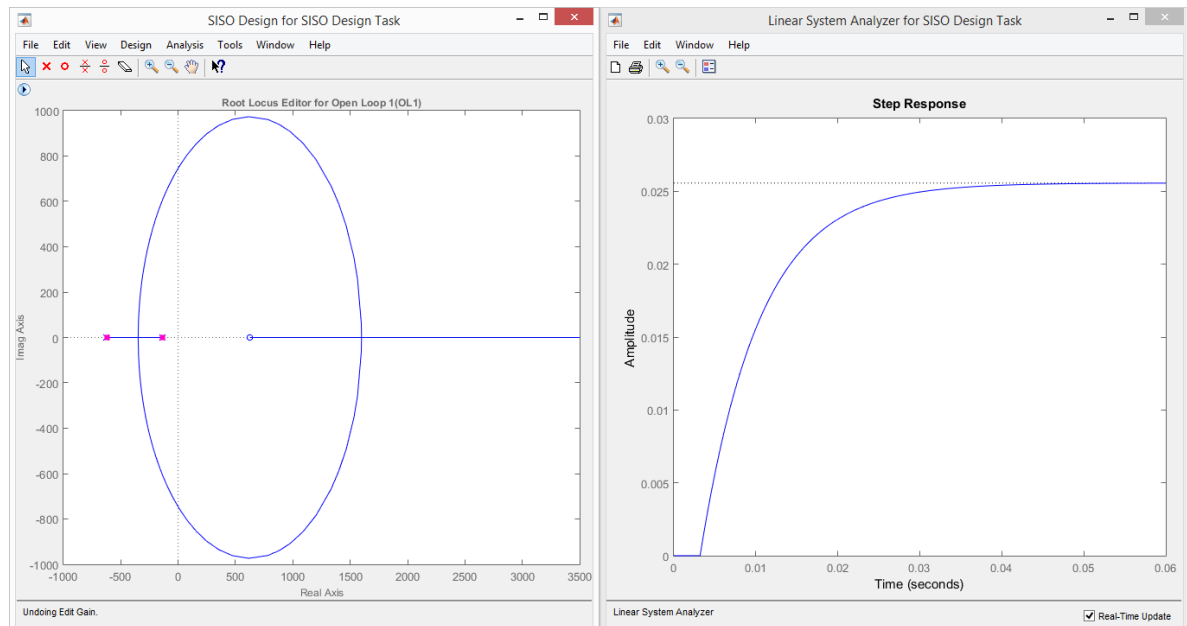 SISO Design for SISO Design Task
File Edit View Design Analysis Tools Window Help
Root Locus Editor for Open Loop 1(OL1)
1000
800
600
400
200
0
-200
-400
-600
-800
-1000
Imag Axis
-1000 -500 0 500 1000 1500 2000 2500 3000 3500
Real Axis
Undoing Edit Gain.
Linear System Analyzer for SISO Design Task
File Edit Window Help
Step Response
0.03
0.025
0.02
0.015
0.01
0.005
0
Amplitude
0 0.01 0.02 0.03 0.04 0.05 0.06
Time (seconds)
Linear System Analyzer
Real-Time Update